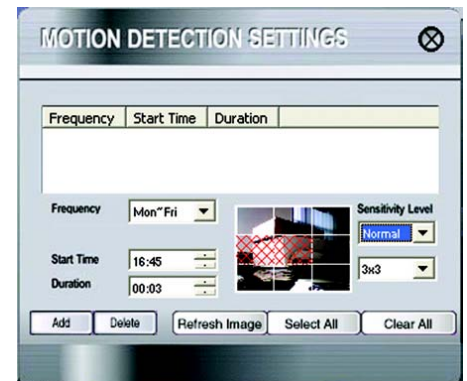 MOTION DETECTION SETTINGS
Frequency Start Time Duration
Frequency Mon~Fri Sensitivity Level
Normal
Start Time 16:45 3x3
Duration 00:03
Add Delete Refresh Image Select All Clear All